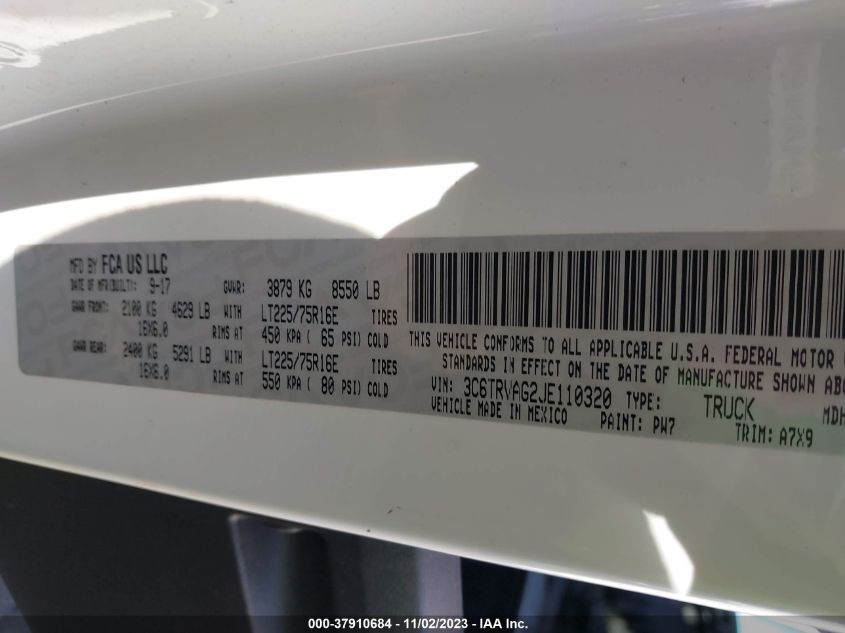 MFD BY FCA US LLC
DATE OF MFR(BUILT): 9-17 GVWR: 3879 KG 8550 LB
GAWR FRONT: 2100 KG 4629 LB WITH LT225/75R16E TIRES
16X6.0 RIMS AT 450 KPA ( 65 PSI) COLD
GAWR REAR: 2400 KG 5291 LB WITH LT225/75R16E TIRES
16X6.0 RIMS AT 550 KPA ( 80 PSI) COLD
THIS VEHICLE CONFORMS TO ALL APPLICABLE U.S.A. FEDERAL MOTOR
STANDARDS IN EFFECT ON THE DATE OF MANUFACTURE SHOWN
VIN: 3C6TRVAG2JE110320 TYPE: TRUCK
VEHICLE MADE IN MEXICO PAINT: PW7 MDH
TRIM: A7X9
000-37910684 - 11/02/2023 - IAA Inc.